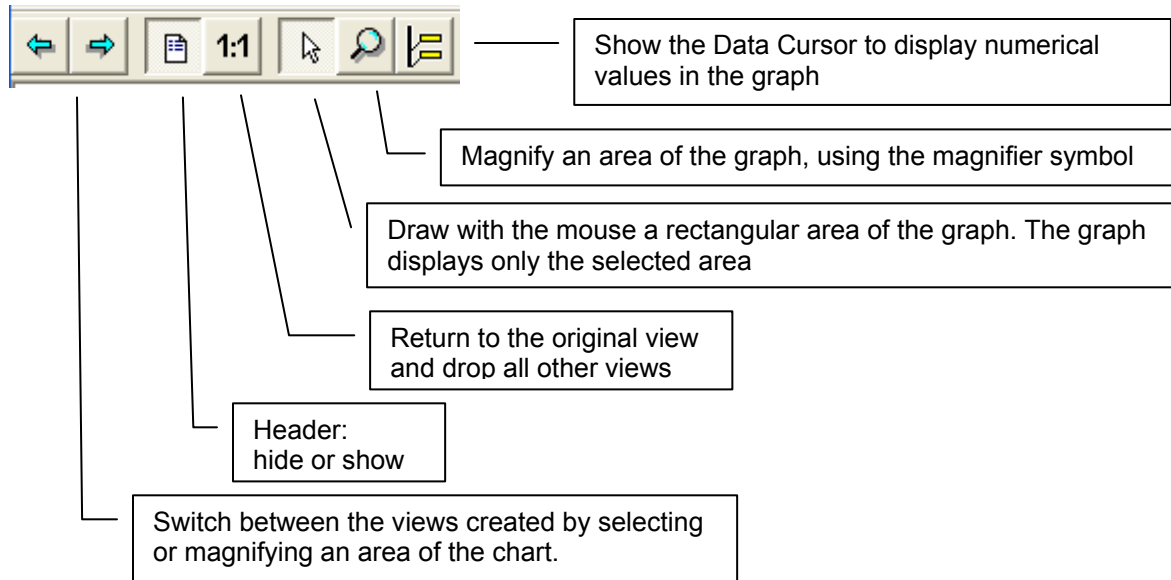 1:1
Show the Data Cursor to display numerical
values in the graph
Magnify an area of the graph, using the magnifier symbol
Draw with the mouse a rectangular area of the graph. The graph
displays only the selected area
Return to the original view
and drop all other views
Header:
hide or show
Switch between the views created by selecting
or magnifying an area of the chart.